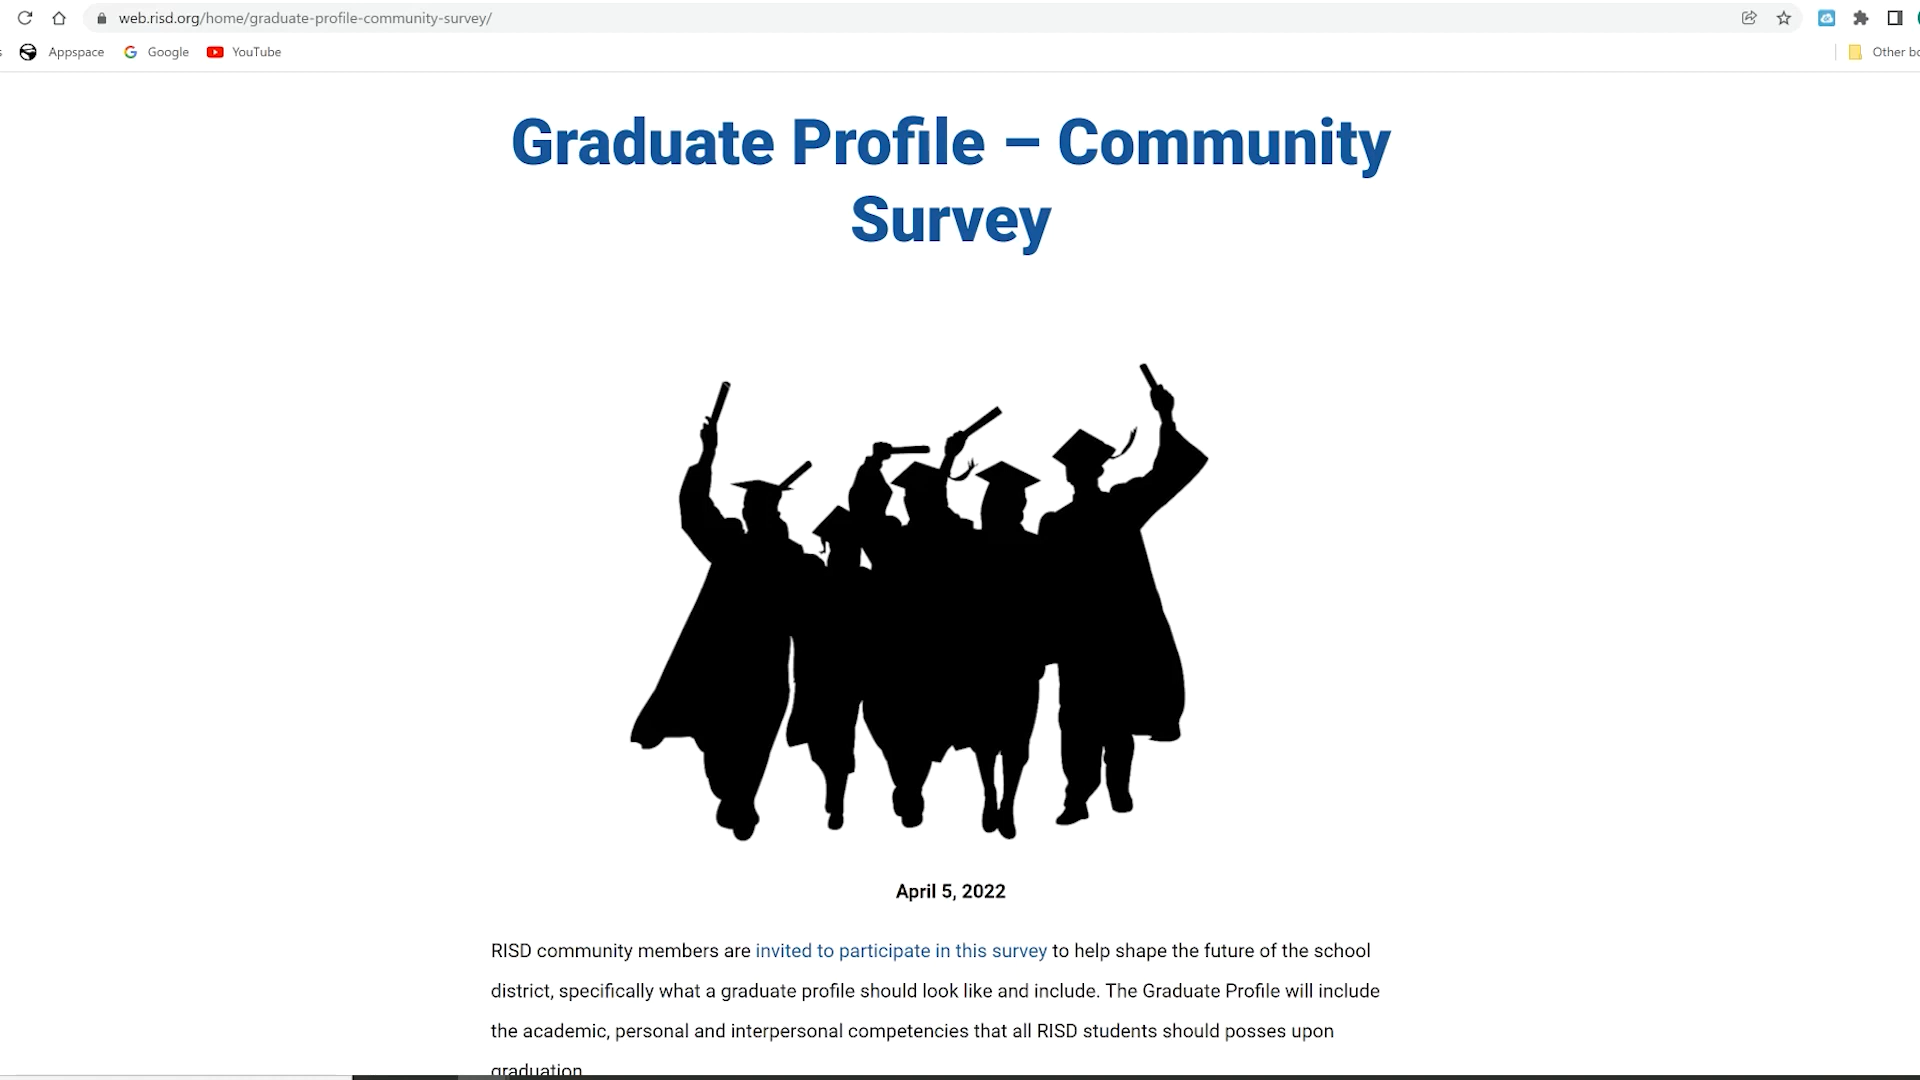 web.risd.org/home/graduate-profile-community-survey/
s Appspace Google YouTube Other bo
Graduate Profile – Community
Survey
April 5, 2022
RISD community members are invited to participate in this survey to help shape the future of the school
district, specifically what a graduate profile should look like and include. The Graduate Profile will include
the academic, personal and interpersonal competencies that all RISD students should posses upon
graduation